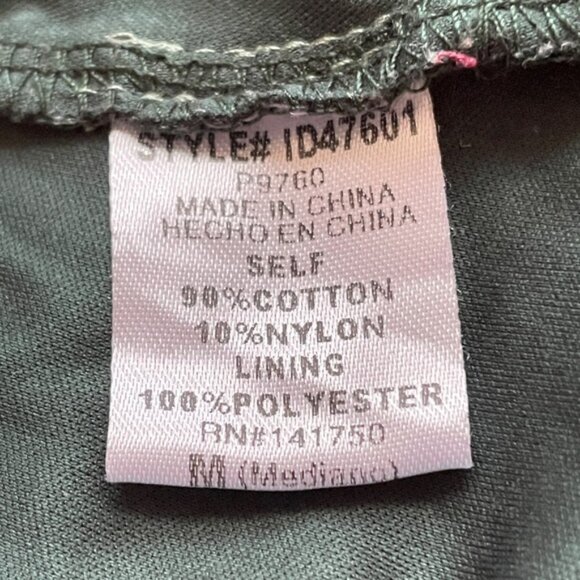 STYLE# ID47601
P9760
MADE IN CHINA
HECHO EN CHINA
SELF
90%COTTON
10%NYLON
LINING
100%POLYESTER
RN#141750
M (Mediano)